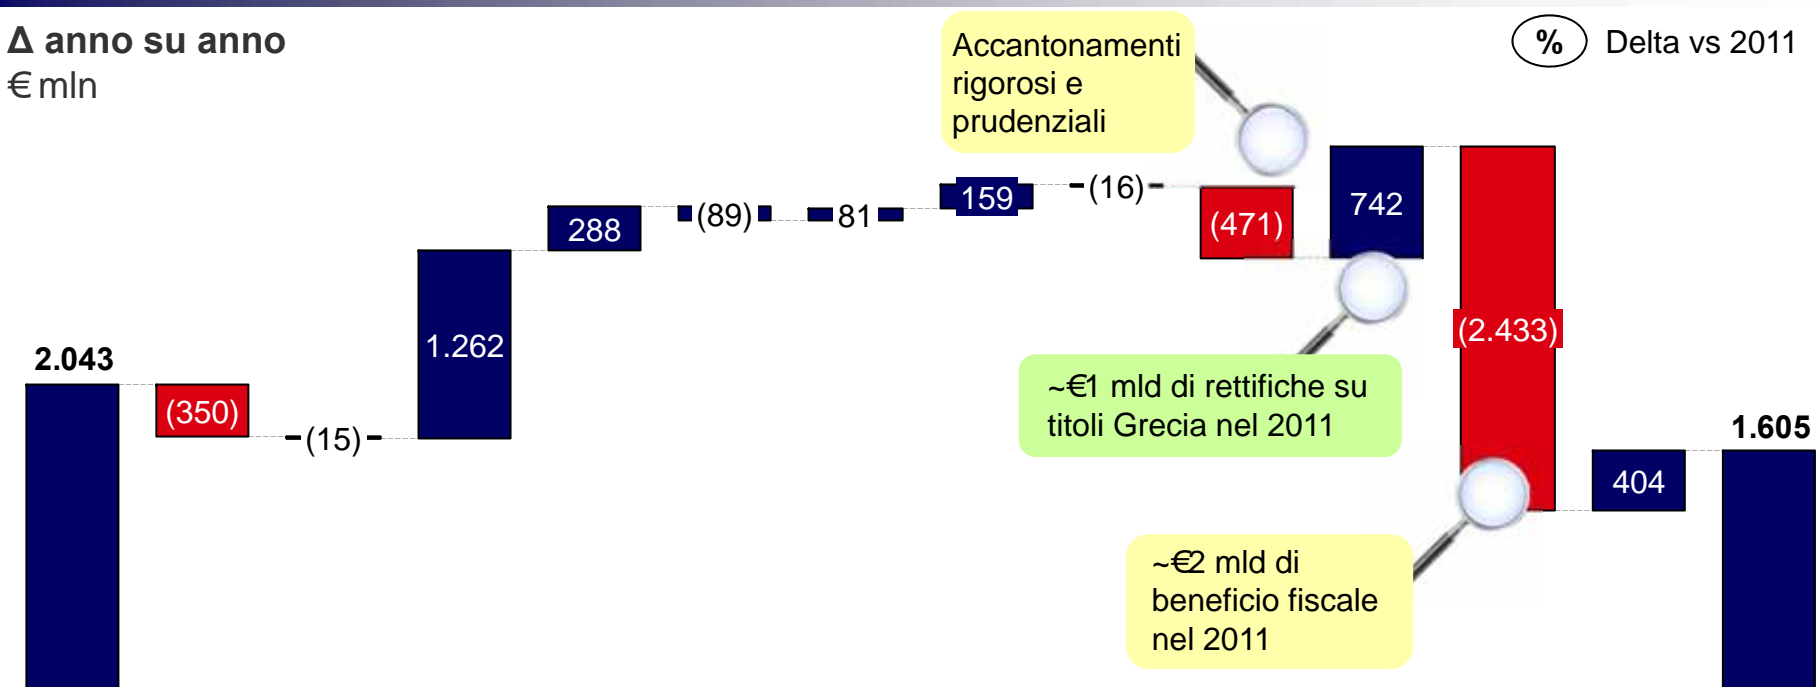 Δ anno su anno
€ mln
% Delta vs 2011
Accantonamenti
rigorosi e
prudenziali
2.043
(350)
(15)
1.262
288
(89)
81
159
(16)
(471)
742
(2.433)
404
1.605
~€1 mld di rettifiche su
titoli Grecia nel 2011
~€2 mld di
beneficio fiscale
nel 2011